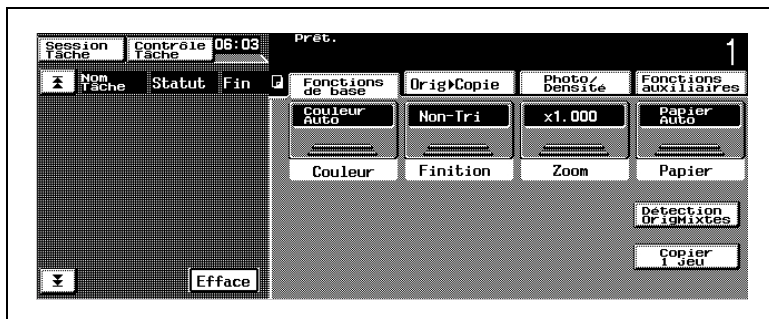 Session Tâche
Contrôle Tâche
06:03
Prêt.
1
Nom Tâche
Statut
Fin
Fonctions de base
Orig▸Copie
Photo/ Densité
Fonctions auxiliaires
Couleur Auto
Non-Tri
x1.000
Papier Auto
Couleur
Finition
Zoom
Papier
Détection OrigMixtes
Copier 1 jeu
Efface